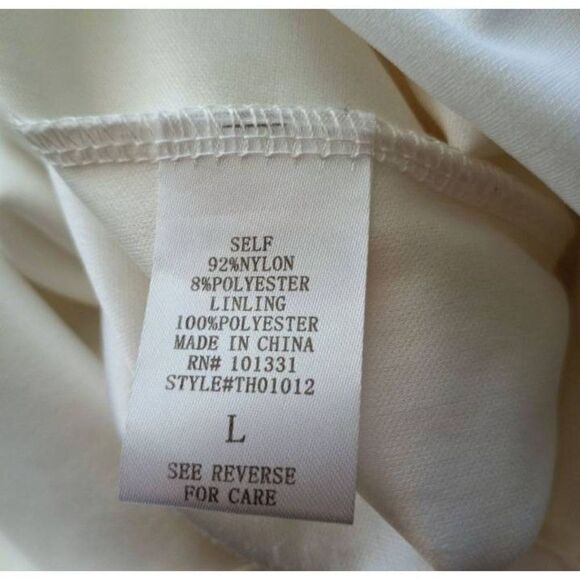 SELF
92%NYLON
8%POLYESTER
LINLING
100%POLYESTER
MADE IN CHINA
RN# 101331
STYLE#TH01012
L
SEE REVERSE
FOR CARE